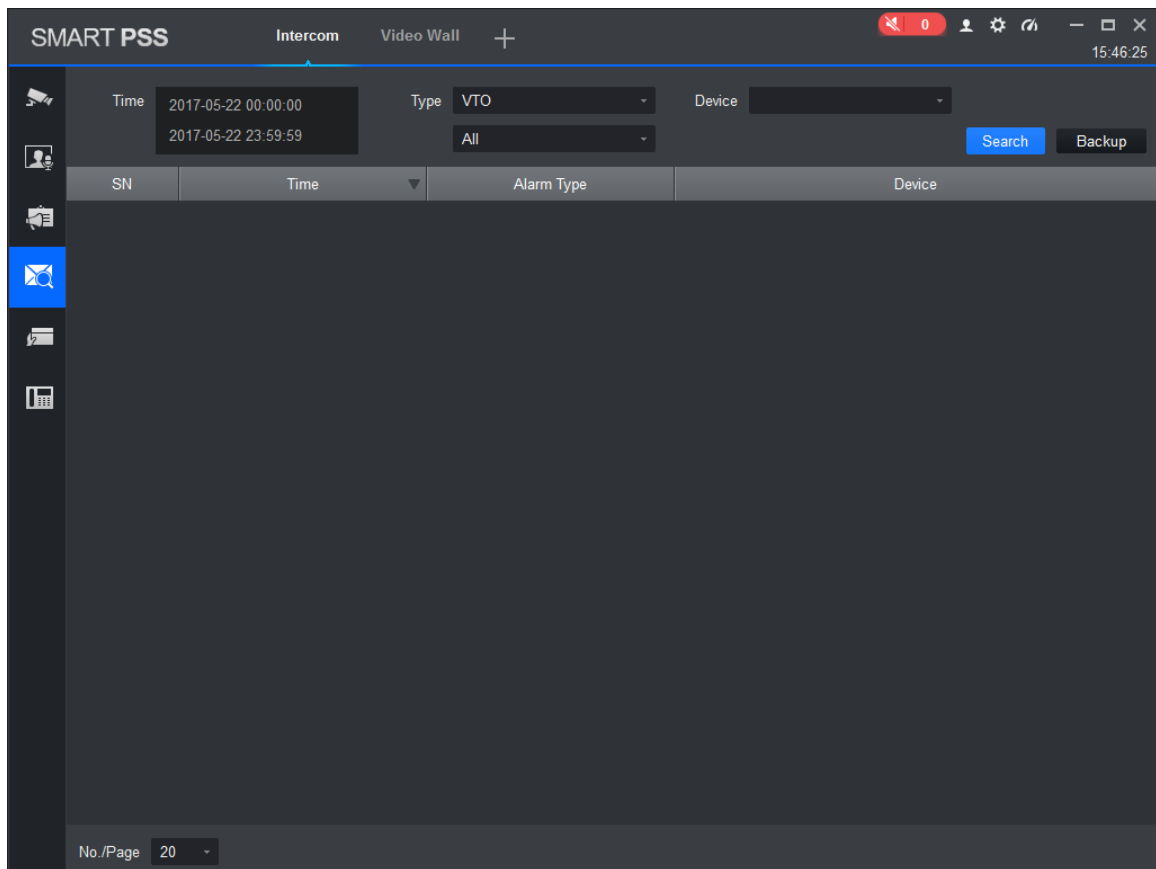 SMART PSS Intercom Video Wall 0
15:46:25
Time 2017-05-22 00:00:00 Type VTO Device
2017-05-22 23:59:59 All Search Backup
SN Time Alarm Type Device
No./Page 20